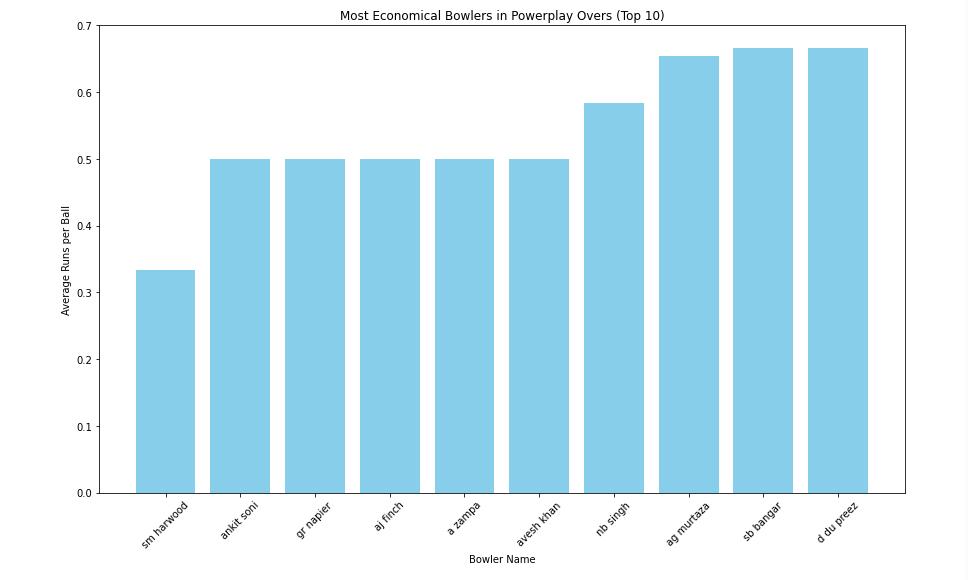 Most Economical Bowlers in Powerplay Overs (Top 10)
0.7
0.6
0.5
0.4
0.3
0.2
0.1
0.0
Average Runs per Ball
sm harwood
ankit soni
gr napier
aj finch
a zampa
avesh khan
nb singh
ag murtaza
sb bangar
d du preez
Bowler Name